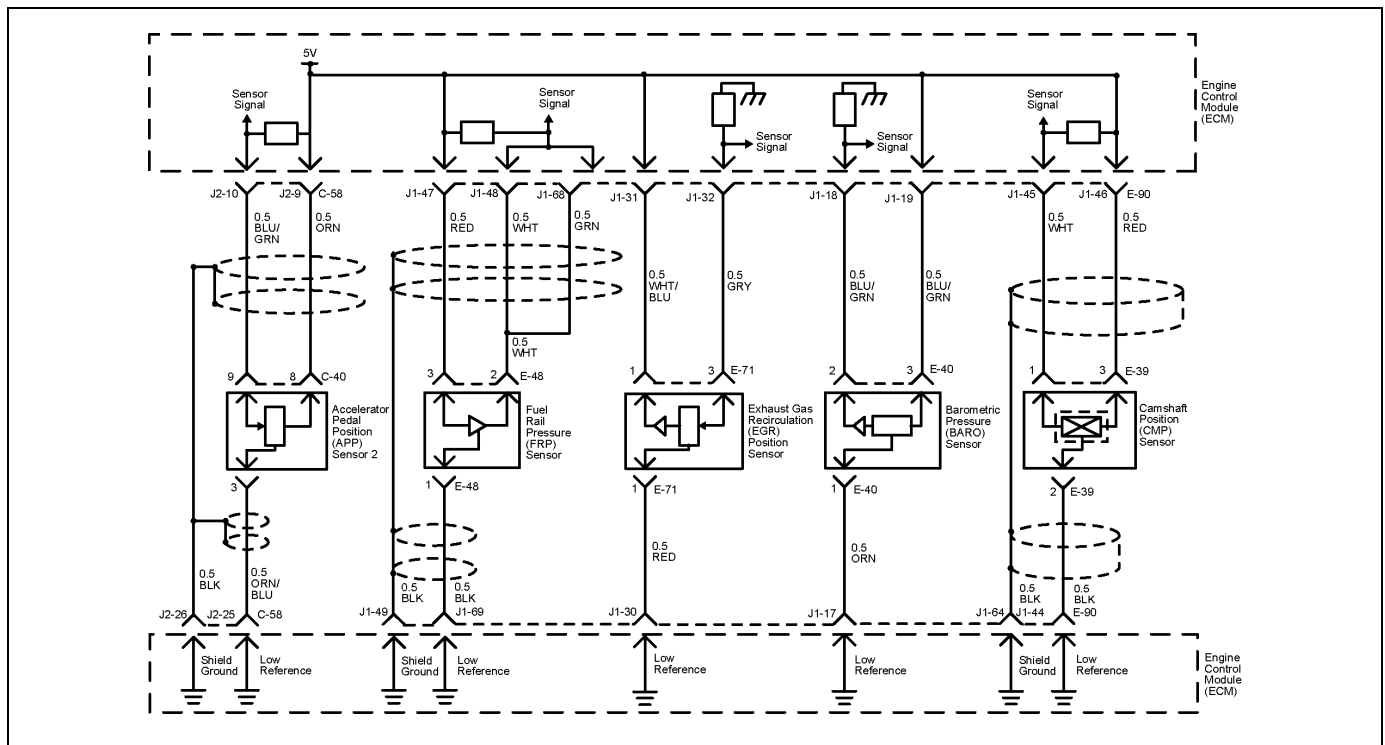 5V
Sensor
Signal
Sensor
Signal
Sensor
Signal
Sensor
Signal
Sensor
Signal
Engine
Control
Module
(ECM)
J2-10
J2-9
C-58
J1-47
J1-48
J1-68
J1-31
J1-32
J1-18
J1-19
J1-45
J1-46
E-90
0.5
BLU/
GRN
0.5
ORN
0.5
RED
0.5
WHT
0.5
GRN
0.5
WHT/
BLU
0.5
GRY
0.5
BLU/
GRN
0.5
BLU/
GRN
0.5
WHT
0.5
RED
0.5
WHT
9
8
C-40
3
2
E-48
1
3
E-71
2
3
E-40
1
3
E-39
Accelerator
Pedal
Position
(APP)
Sensor 2
Fuel
Rail
Pressure
(FRP)
Sensor
Exhaust Gas
Recirculation
(EGR)
Position
Sensor
Barometric
Pressure
(BARO)
Sensor
Camshaft
Position
(CMP)
Sensor
3
1
E-48
1
E-71
1
E-40
2
E-39
0.5
BLK
0.5
ORN/
BLU
0.5
BLK
0.5
BLK
0.5
RED
0.5
ORN
0.5
BLK
0.5
BLK
J2-26
J2-25
C-58
J1-49
J1-69
J1-30
J1-17
J1-64
J1-44
E-90
Shield
Ground
Low
Reference
Shield
Ground
Low
Reference
Low
Reference
Low
Reference
Shield
Ground
Low
Reference
Engine
Control
Module
(ECM)